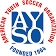 AMERICAN YOUTH SOCCER ORGANIZATION
AYSO
FOUNDED 1964